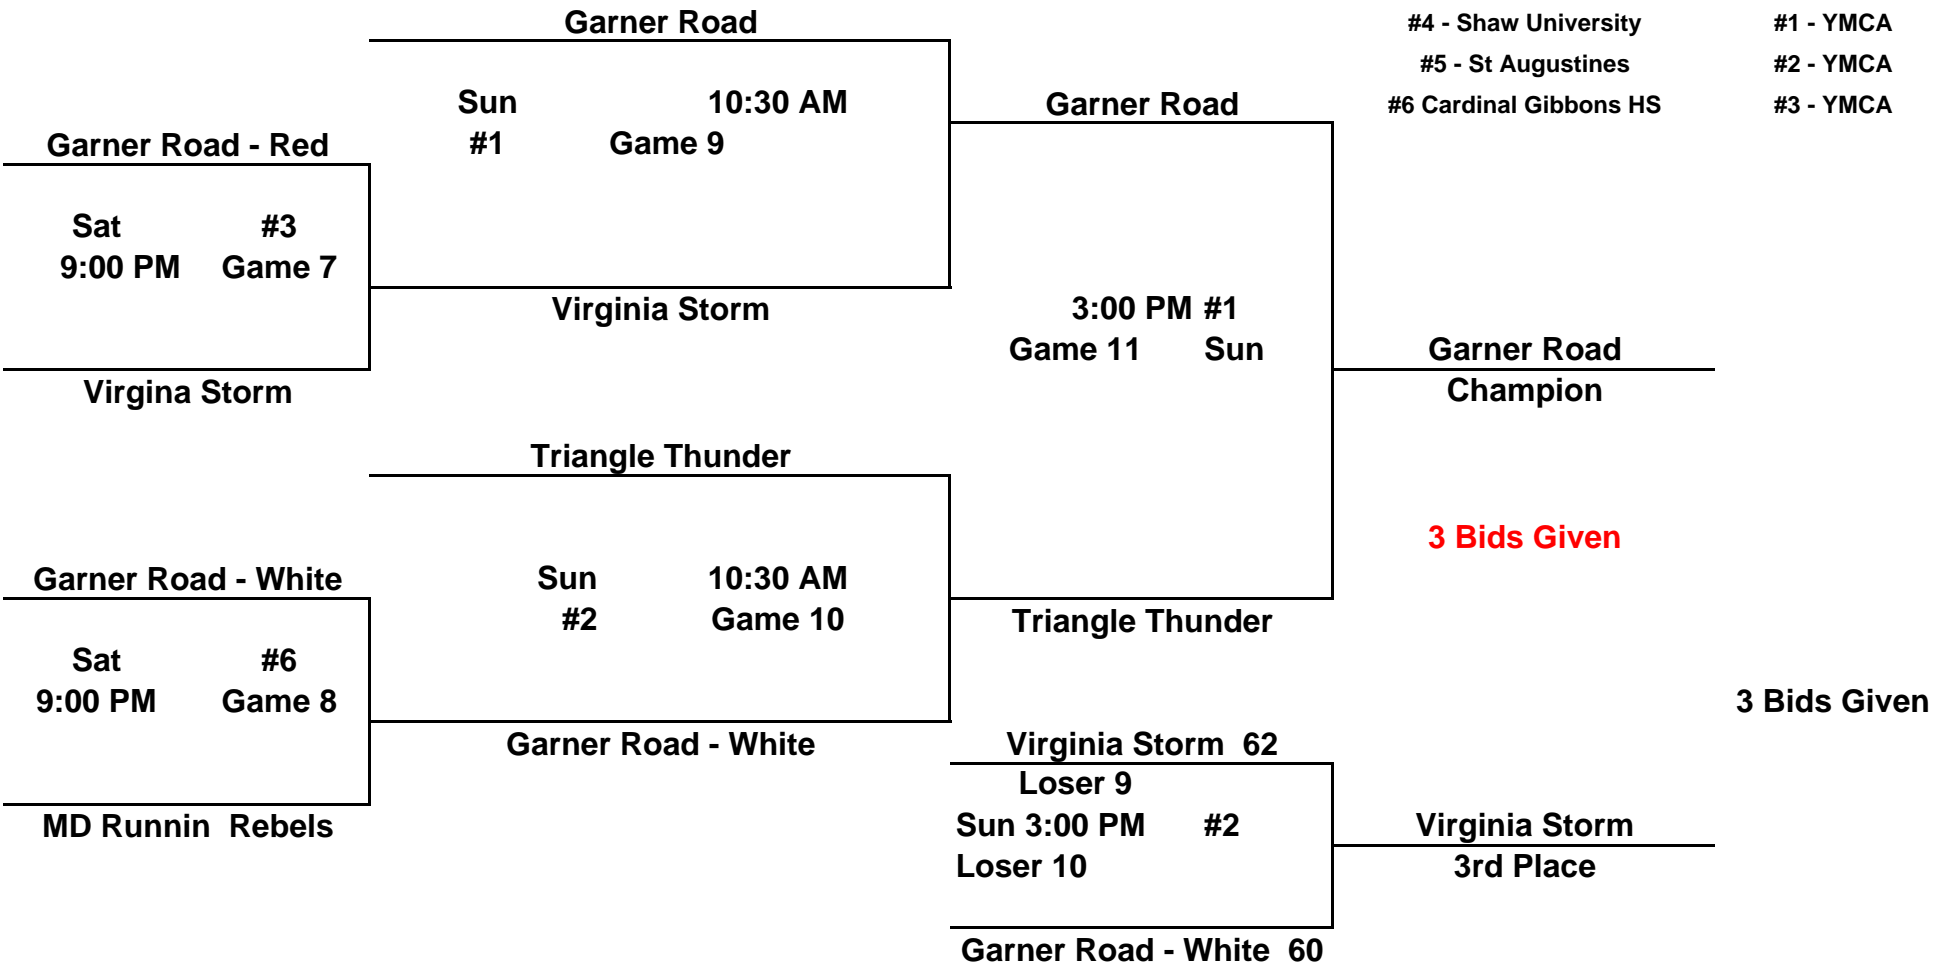 Garner Road
#4 - Shaw University #1 - YMCA
#5 - St Augustines #2 - YMCA
Sun 10:30 AM
Garner Road
#6 Cardinal Gibbons HS #3 - YMCA
Garner Road - Red
#1 Game 9
Sat #3
9:00 PM Game 7
Virginia Storm
3:00 PM #1
Game 11 Sun
Garner Road
Virgina Storm
Champion
Triangle Thunder
3 Bids Given
Garner Road - White
Sun 10:30 AM
#2 Game 10
Triangle Thunder
Sat #6
9:00 PM Game 8
3 Bids Given
Garner Road - White
Virginia Storm 62
Loser 9
MD Runnin Rebels
Sun 3:00 PM #2
Virginia Storm
Loser 10
3rd Place
Garner Road - White 60